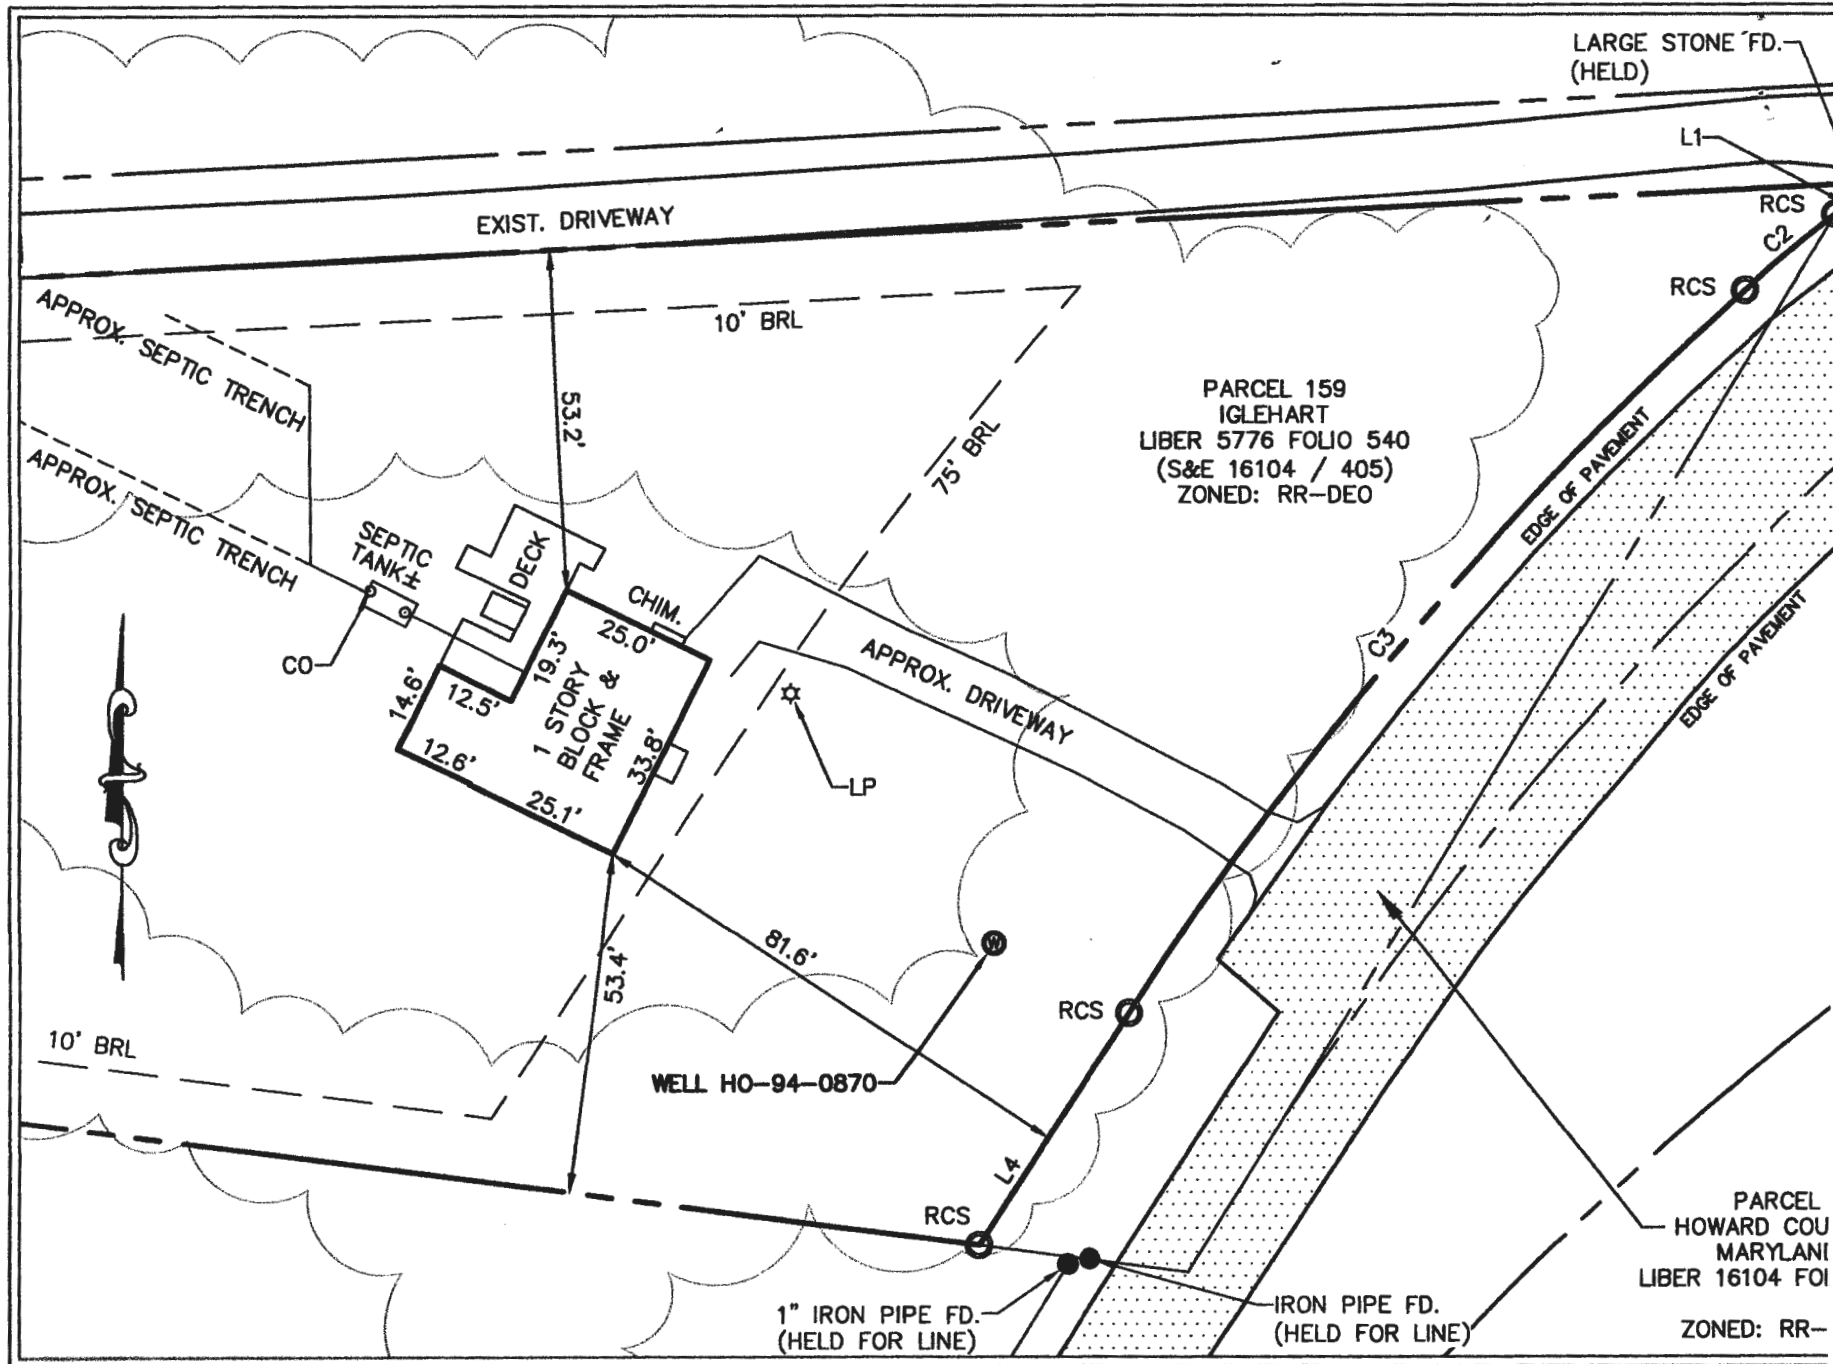 LARGE STONE FD.
(HELD)
L1
RCS
C2
EXIST. DRIVEWAY
RCS
APPROX. SEPTIC TRENCH
10' BRL
53.2'
75' BRL
PARCEL 159
IGLEHART
LIBER 5776 FOLIO 540
(S&E 16104 / 405)
ZONED: RR-DEO
EDGE OF PAVEMENT
APPROX. SEPTIC TRENCH
SEPTIC
TANK±
DECK
CHIM.
25.0'
CO
19.3'
14.6'
12.5'
1 STORY
BLOCK &
FRAME
33.8'
12.6'
25.1'
APPROX. DRIVEWAY
C3
EDGE OF PAVEMENT
LP
81.6'
W
53.4'
RCS
10' BRL
WELL HO-94-0870
L4
RCS
PARCEL
HOWARD COU
MARYLAN
LIBER 16104 FO
ZONED: RR-
1" IRON PIPE FD.
(HELD FOR LINE)
IRON PIPE FD.
(HELD FOR LINE)